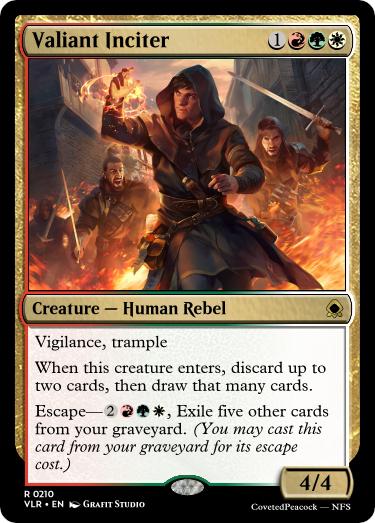 Valiant Inciter 1
Creature — Human Rebel
Vigilance, trample
When this creature enters, discard up to
two cards, then draw that many cards.
Escape—2, Exile five other cards
from your graveyard. (You may cast
this card from your graveyard for its escape
cost.)
4/4
R 0210
VLR • EN Grafit Studio
CovetedPeacock — NFS